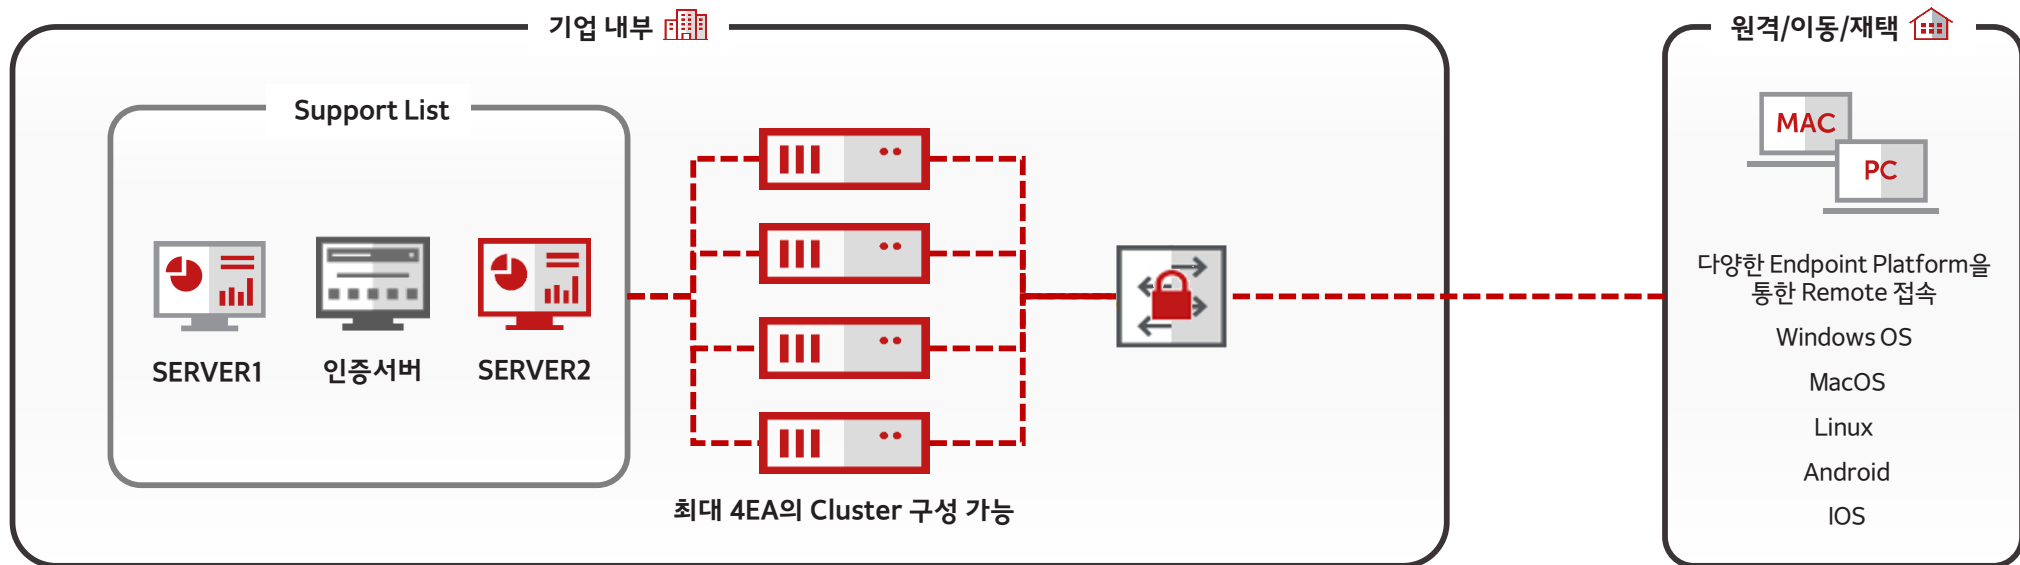 기업 내부
원격/이동/재택
Support List
SERVER1
인증서버
SERVER2
최대 4EA의 Cluster 구성 가능
MAC
PC
다양한 Endpoint Platform을
통한 Remote 접속
Windows OS
MacOS
Linux
Android
IOS